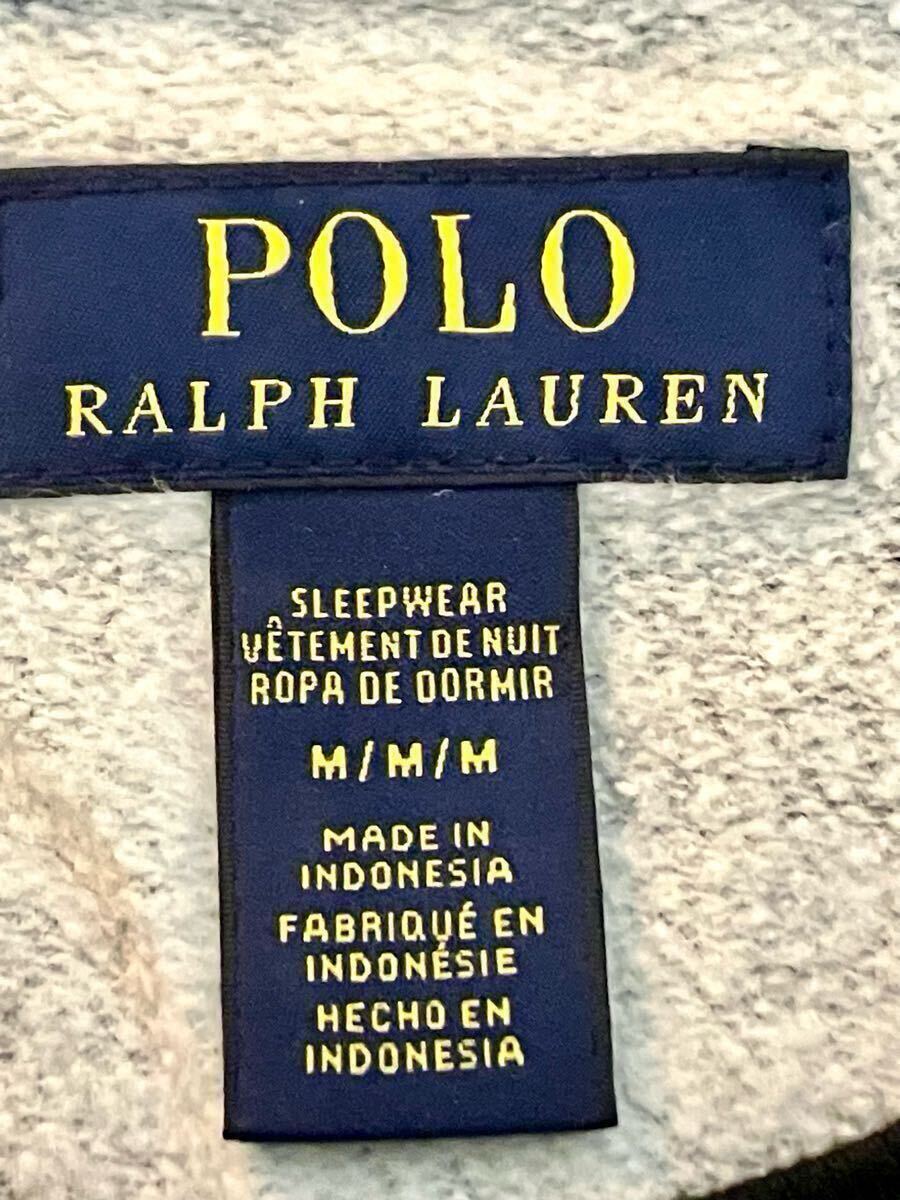 POLO
RALPH LAUREN
SLEEPWEAR
VÊTEMENT DE NUIT
ROPA DE DORMIR
M/M/M
MADE IN
INDONESIA
FABRIQUÉ EN
INDONÉSIE
HECHO EN
INDONESIA